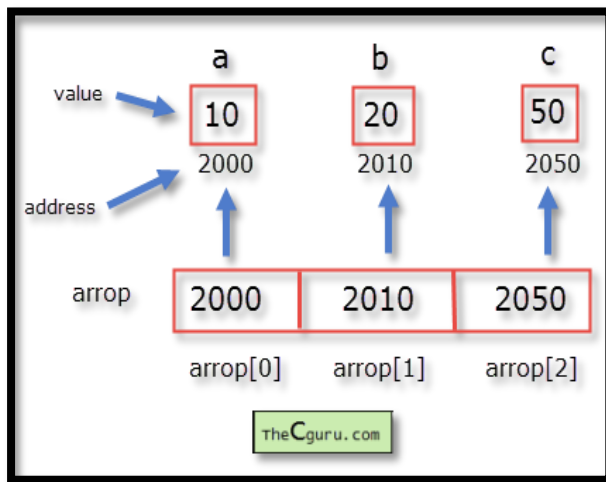 a b c
value
10 20 50
2000 2010 2050
address
arrop 2000 2010 2050
arrop[0] arrop[1] arrop[2]
TheCguru.com